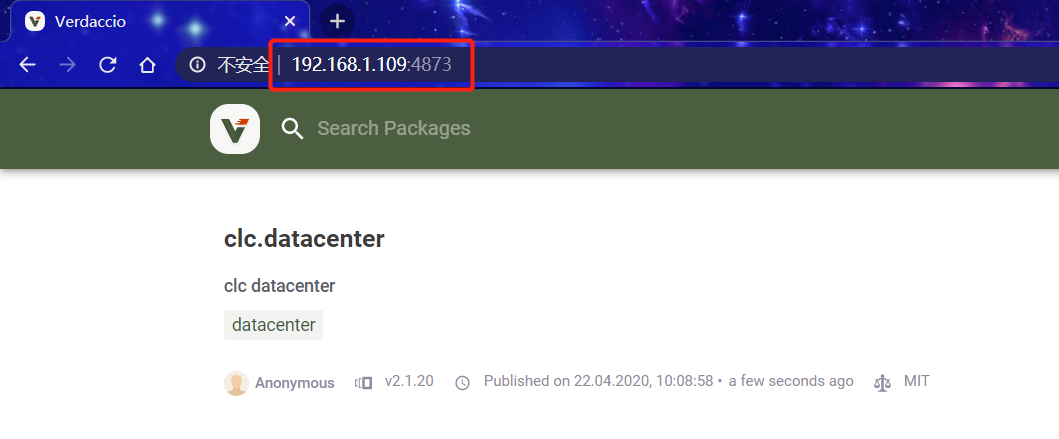 Verdaccio
不安全 | 192.168.1.109:4873
Search Packages
clc.datacenter
clc datacenter
datacenter
Anonymous v2.1.20 Published on 22.04.2020, 10:08:58 • a few seconds ago MIT